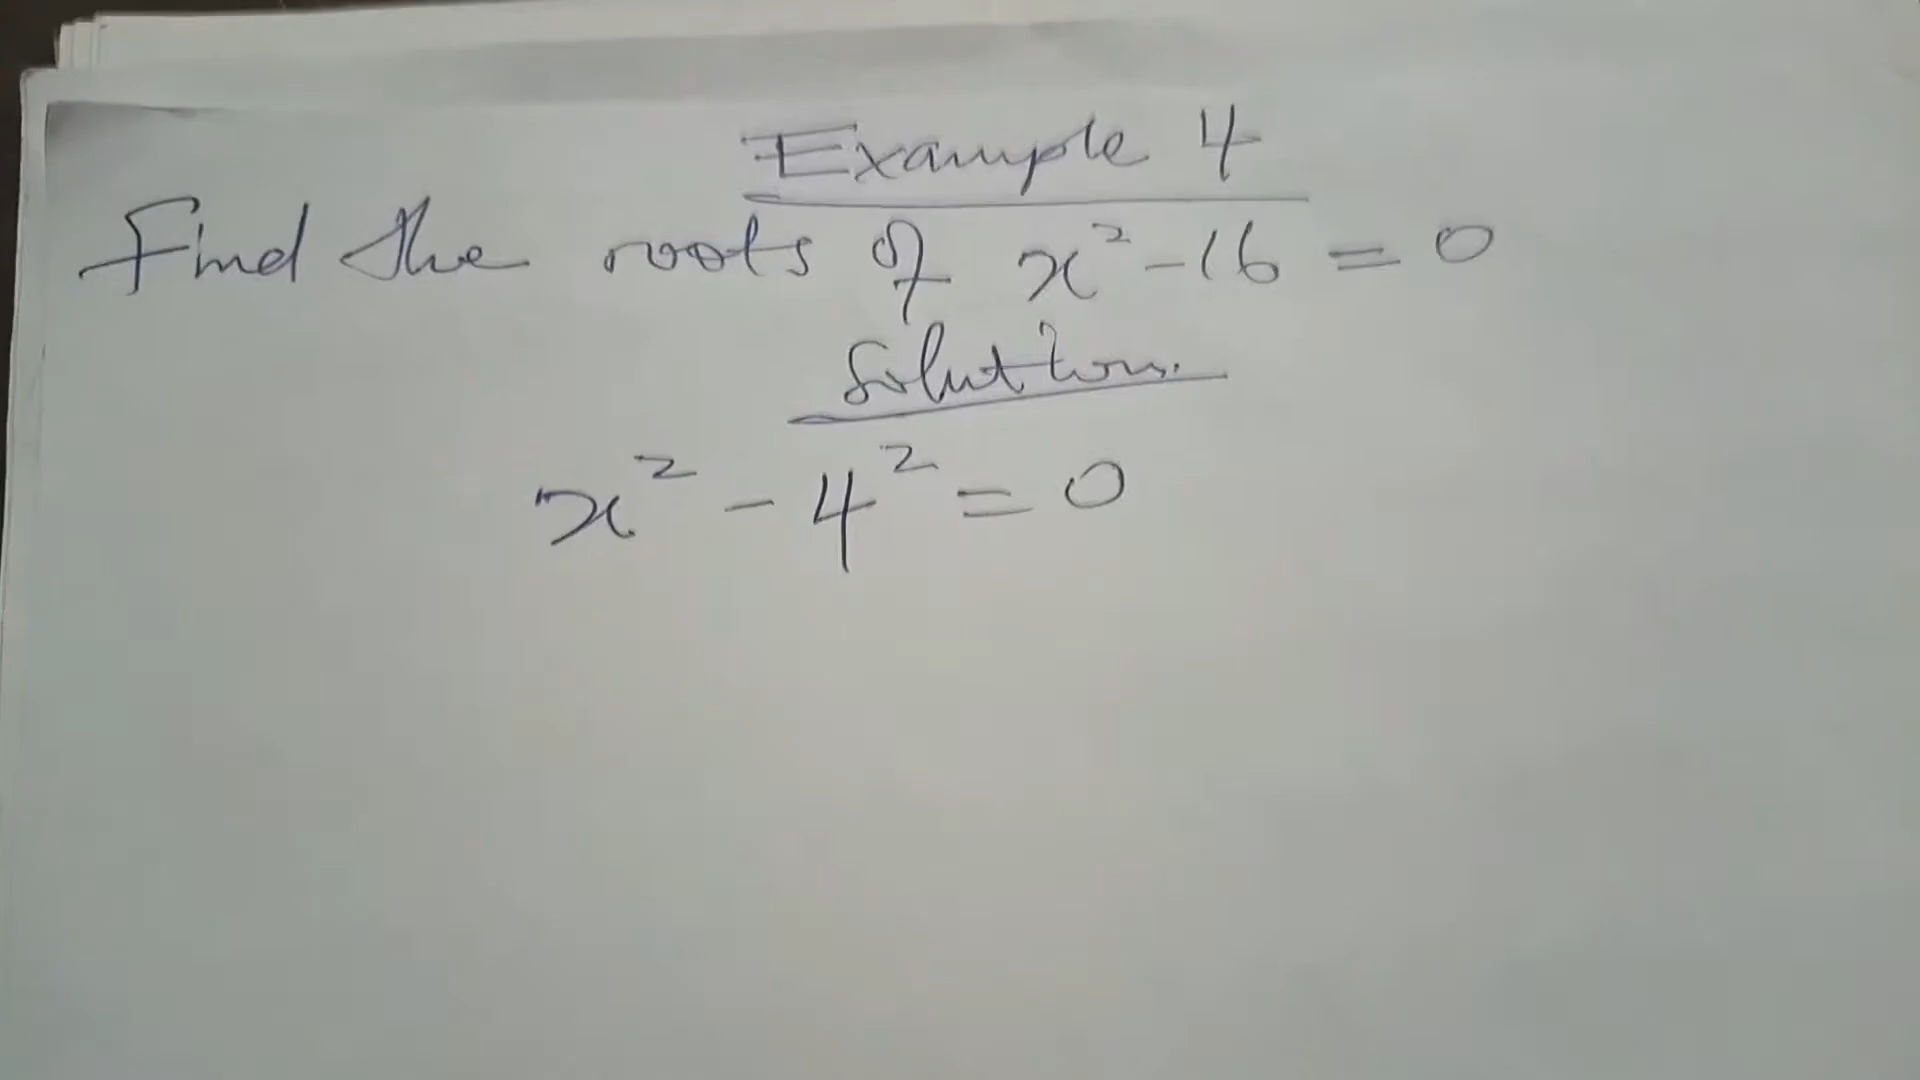 Example 4
Find the roots of x² - 16 = 0
Solution.
x² - 4² = 0